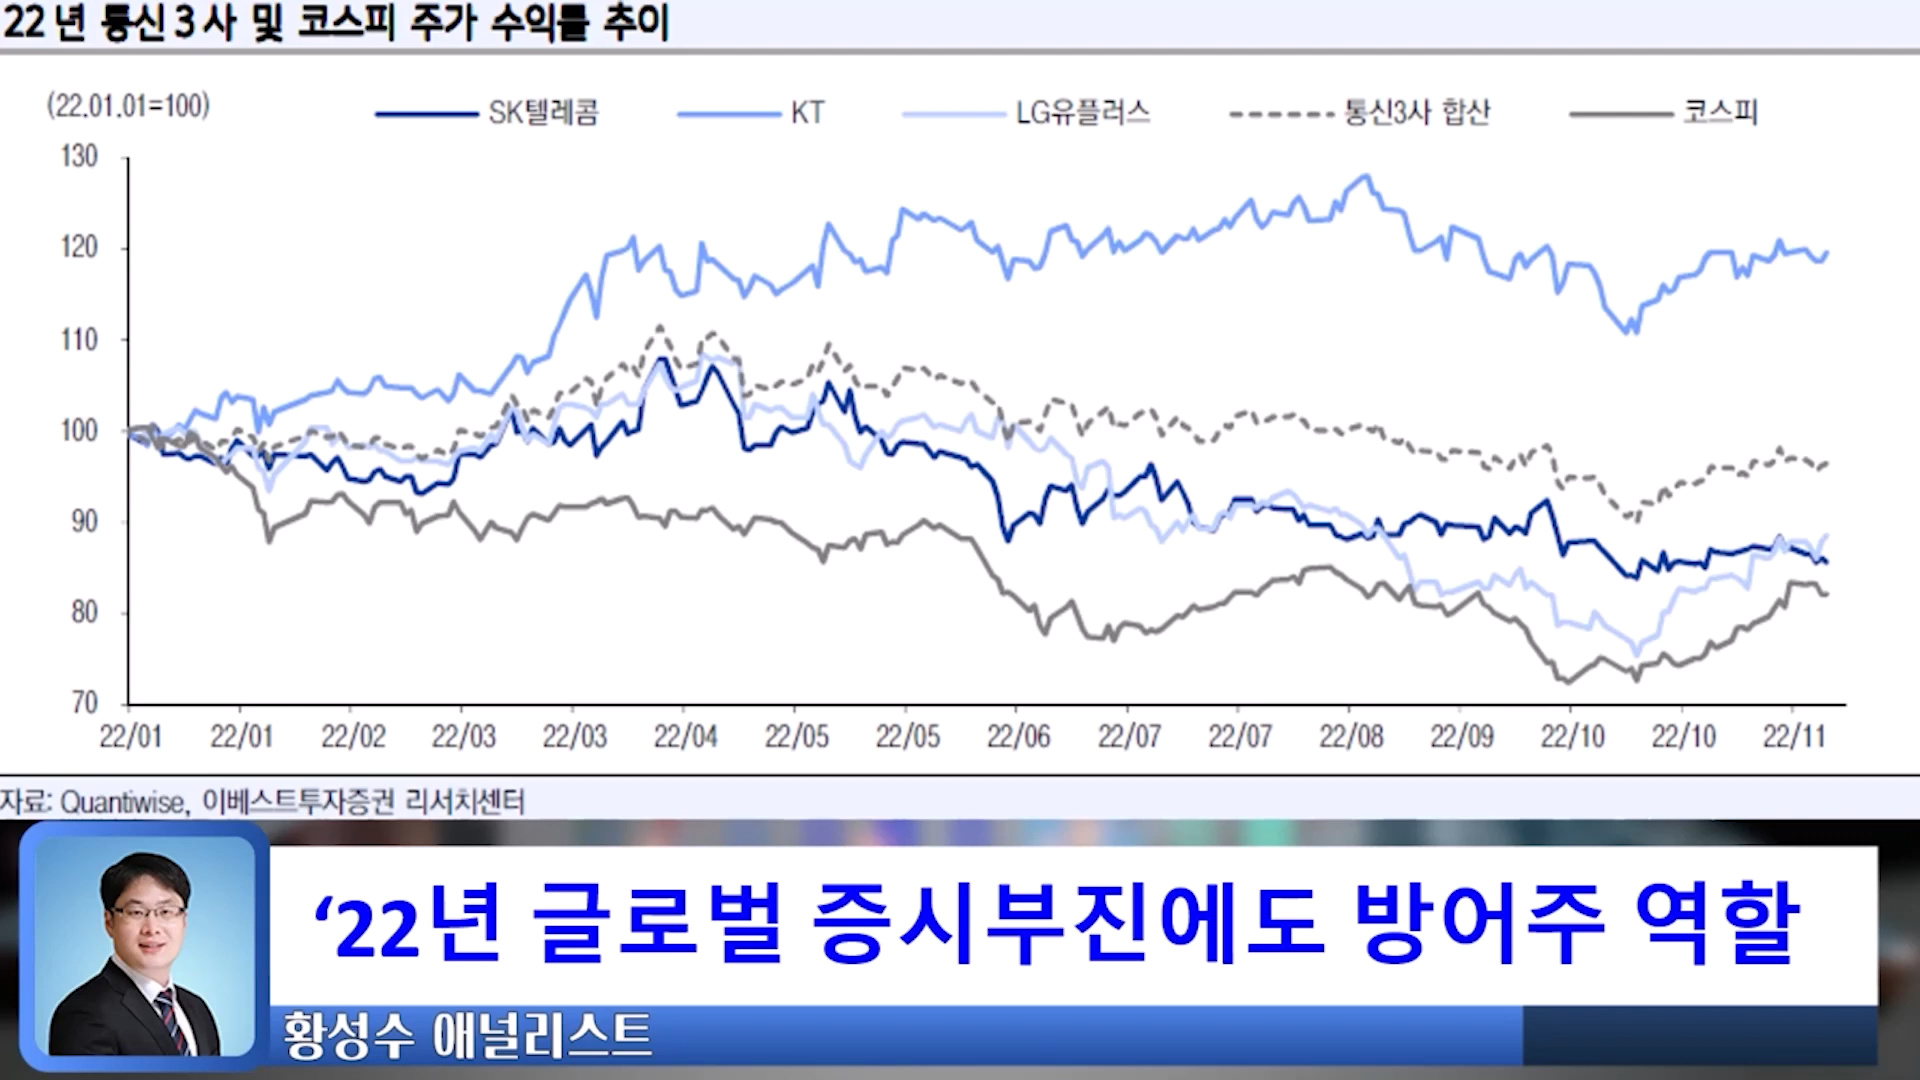 22년 통신3사 및 코스피 주가 수익률 추이
(22.01.01=100)
SK텔레콤 KT LG유플러스 통신3사 합산 코스피
130
120
110
100
90
80
70
22/01 22/01 22/02 22/03 22/03 22/04 22/05 22/05 22/06 22/07 22/07 22/08 22/09 22/10 22/10 22/11
자료: Quantiwise, 이베스트투자증권 리서치센터
‘22년 글로벌 증시부진에도 방어주 역할
황성수 애널리스트